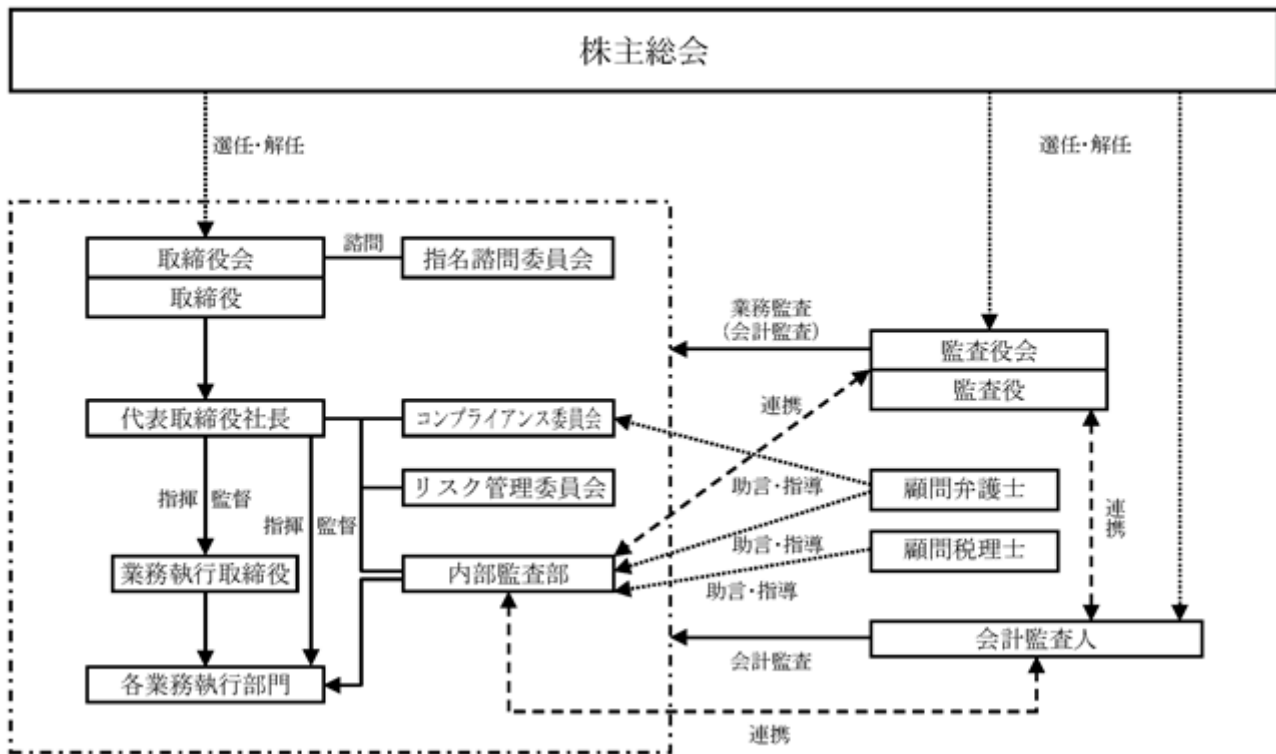 株主総会
選任・解任
選任・解任
取締役会
諮問
指名諮問委員会
取締役
業務監査
(会計監査)
監査役会
監査役
連携
代表取締役社長
コンプライアンス委員会
指揮
監督
指揮
監督
リスク管理委員会
助言・指導
顧問弁護士
連携
助言・指導
顧問税理士
業務執行取締役
内部監査部
助言・指導
会計監査人
会計監査
各業務執行部門
連携